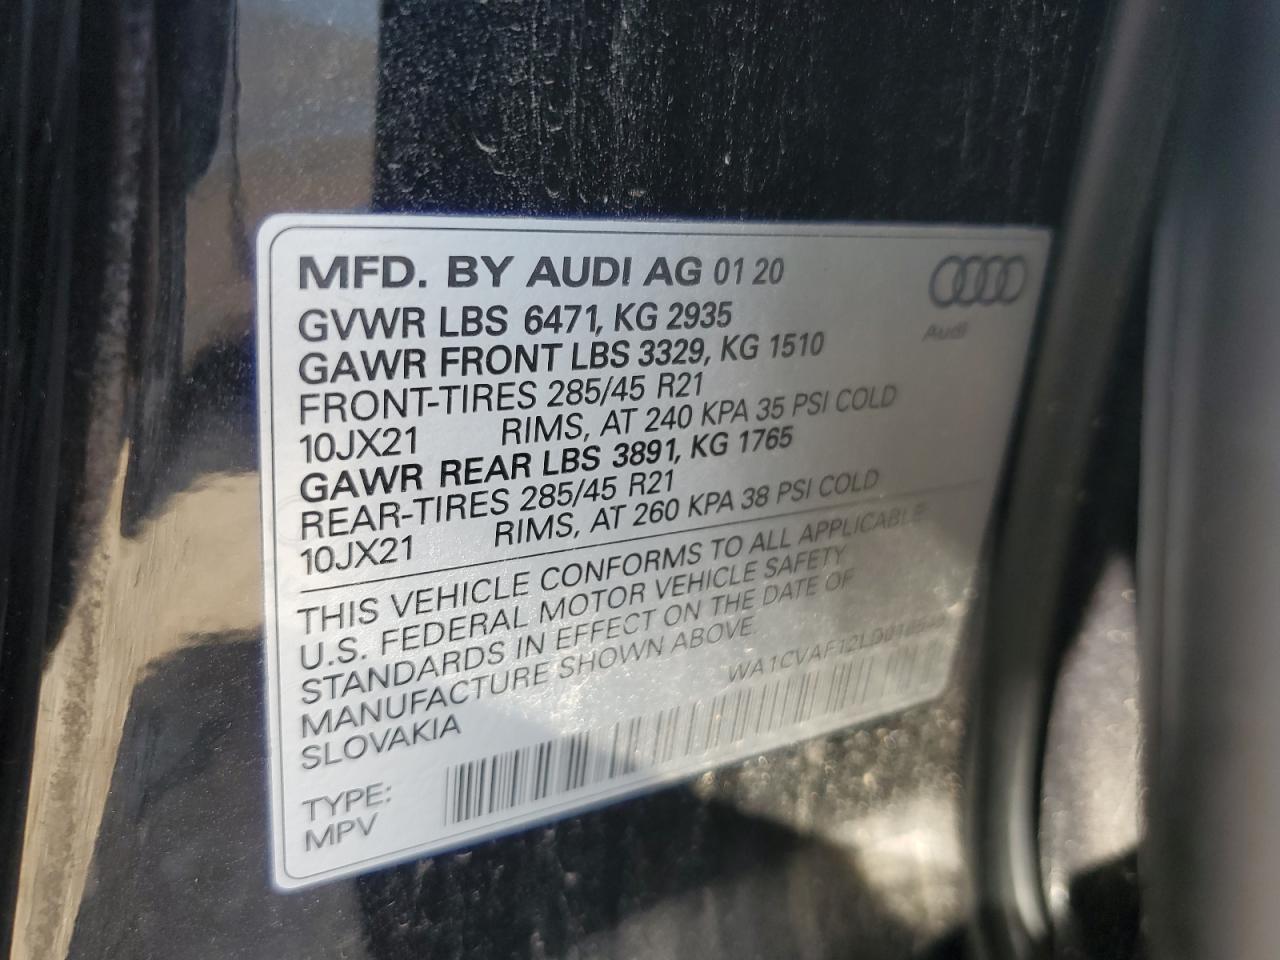 MFD. BY AUDI AG 01 20
GVWR LBS 6471, KG 2935
GAWR FRONT LBS 3329, KG 1510
FRONT-TIRES 285/45 R21
10JX21 RIMS, AT 240 KPA 35 PSI COLD
GAWR REAR LBS 3891, KG 1765
REAR-TIRES 285/45 R21
10JX21 RIMS, AT 260 KPA 38 PSI COLD
Audi
THIS VEHICLE CONFORMS TO ALL APPLICABLE
U.S. FEDERAL MOTOR VEHICLE SAFETY
STANDARDS IN EFFECT ON THE DATE OF
MANUFACTURE SHOWN ABOVE.
SLOVAKIA
TYPE:
MPV